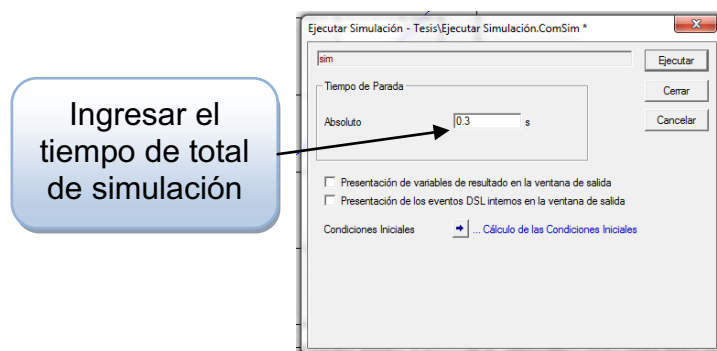 Ejecutar Simulación - Tesis\Ejecutar Simulación.ComSim *
sim
Ejecutar
Tiempo de Parada
Cerrar
Ingresar el
tiempo de total
de simulación
Absoluto 0.3 s
Cancelar
Presentación de variables de resultado en la ventana de salida
Presentación de los eventos DSL internos en la ventana de salida
Condiciones Iniciales ... Cálculo de las Condiciones Iniciales